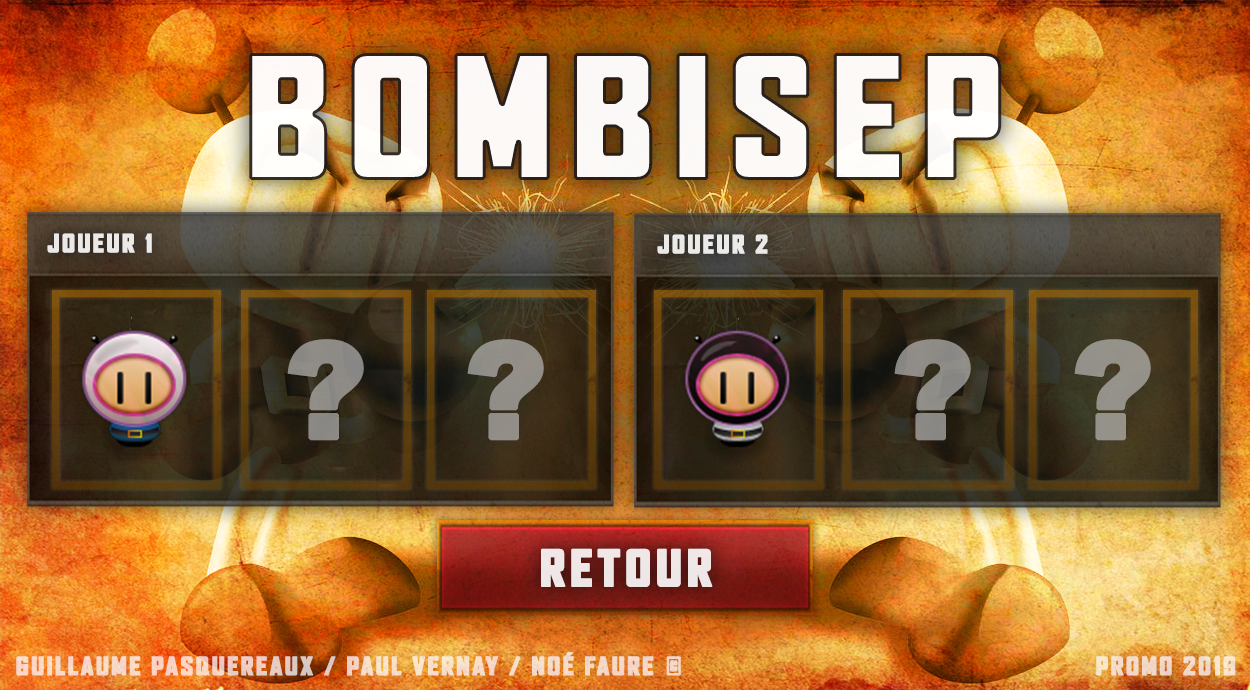 BOMBISEP
JOUEUR 1
JOUEUR 2
? ? ? ?
RETOUR
GUILLAUME PASQUEREAUX / PAUL VERNAY / NOÉ FAURE ©
PROMO 2019